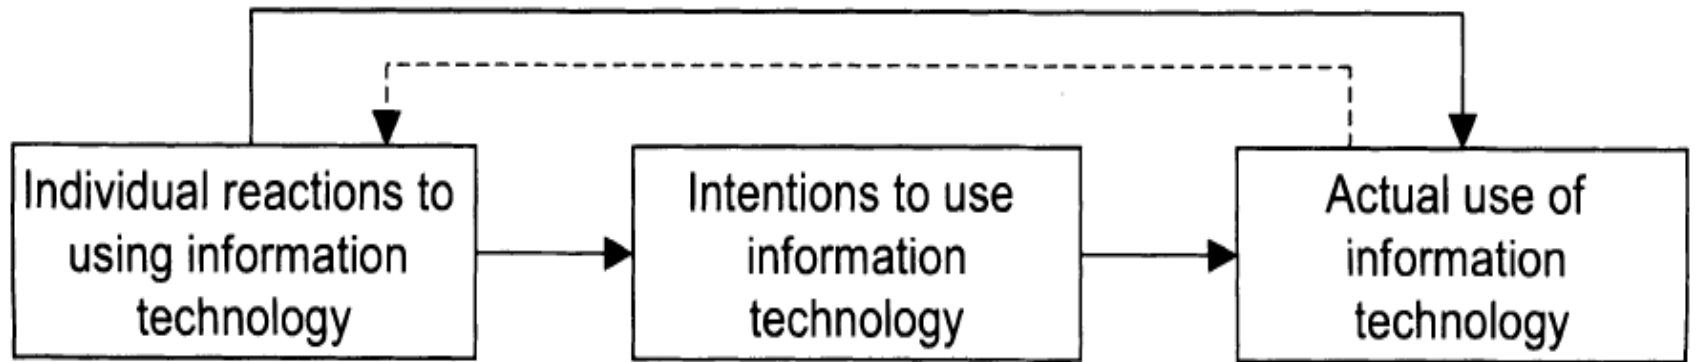 Individual reactions to
using information
technology
Intentions to use
information
technology
Actual use of
information
technology